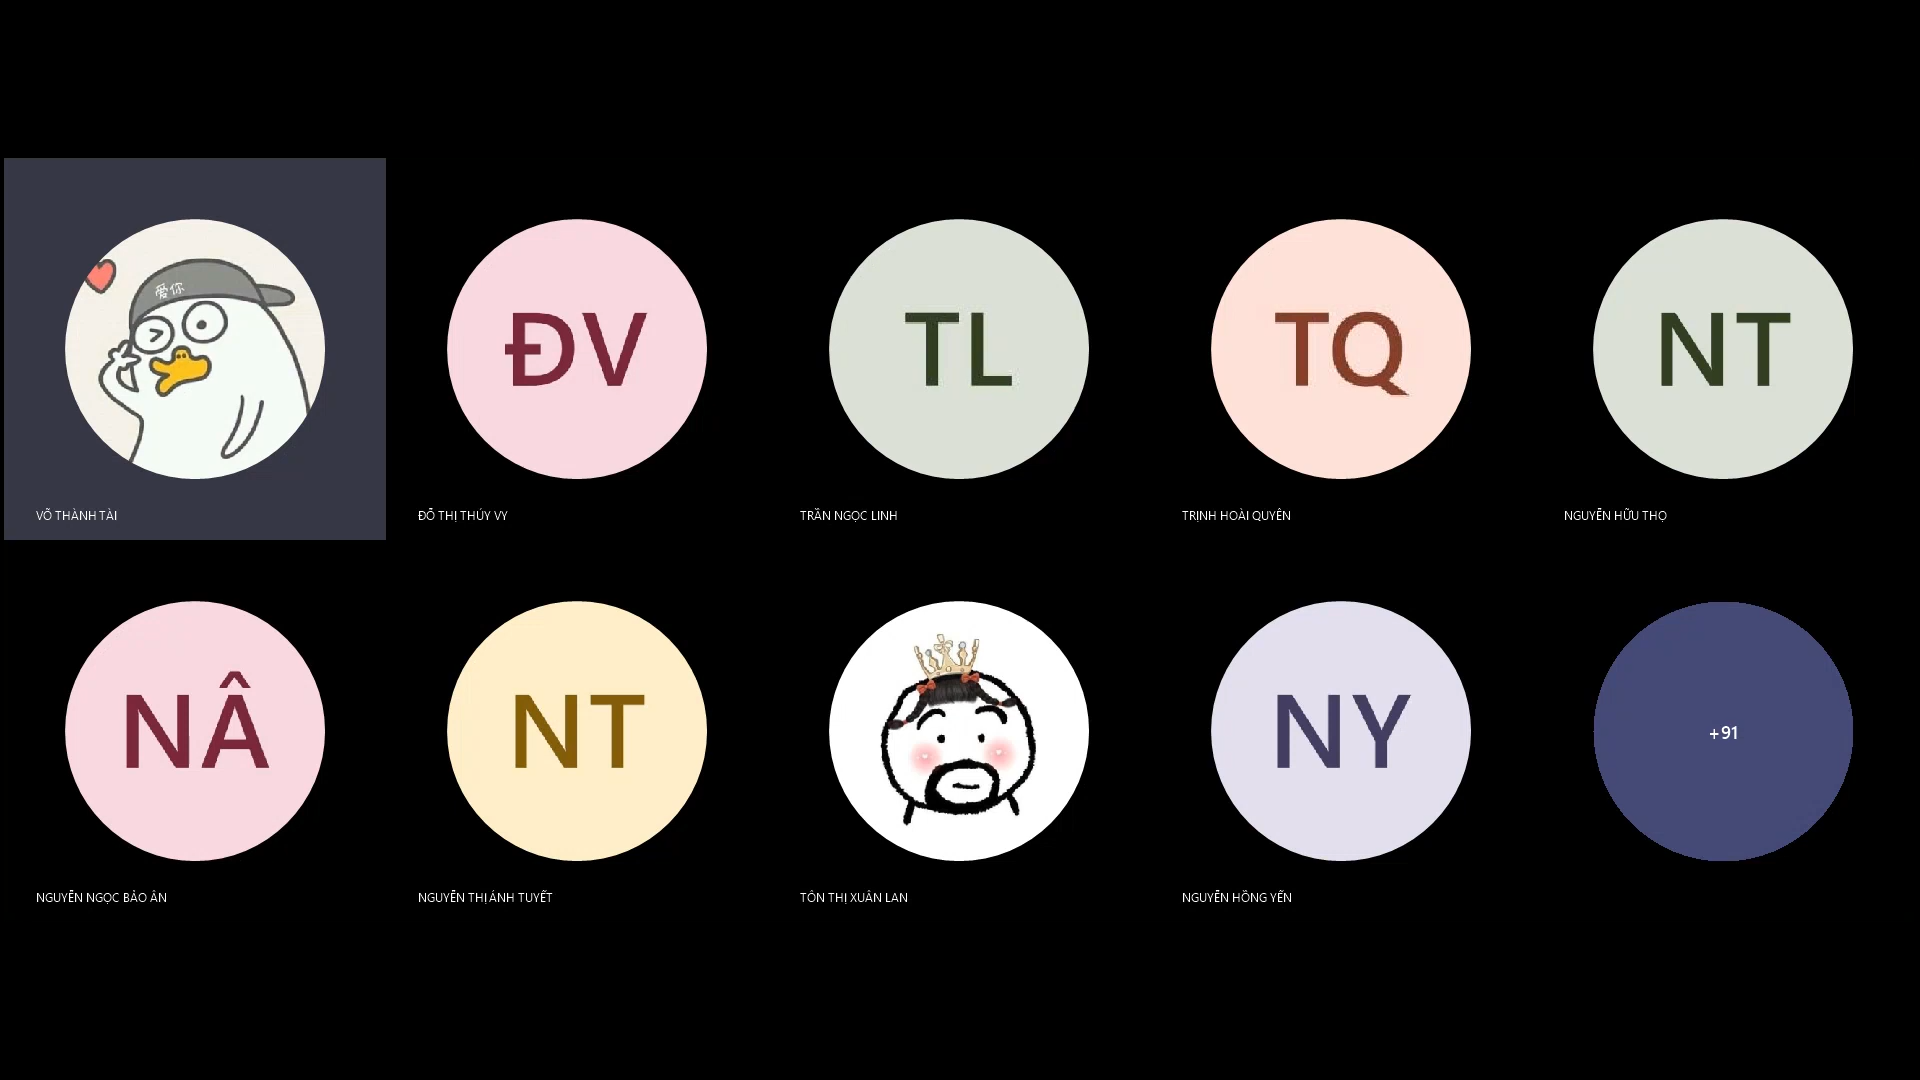 爱你
ĐV
TL
TQ
NT
VÕ THÀNH TÀI
ĐỖ THỊ THÚY VY
TRẦN NGỌC LINH
TRỊNH HOÀI QUYÊN
NGUYỄN HỮU THỌ
NÂ
NT
NY
+91
NGUYỄN NGỌC BẢO ÂN
NGUYỄN THỊ ÁNH TUYẾT
TÔN THỊ XUÂN LAN
NGUYỄN HỒNG YẾN